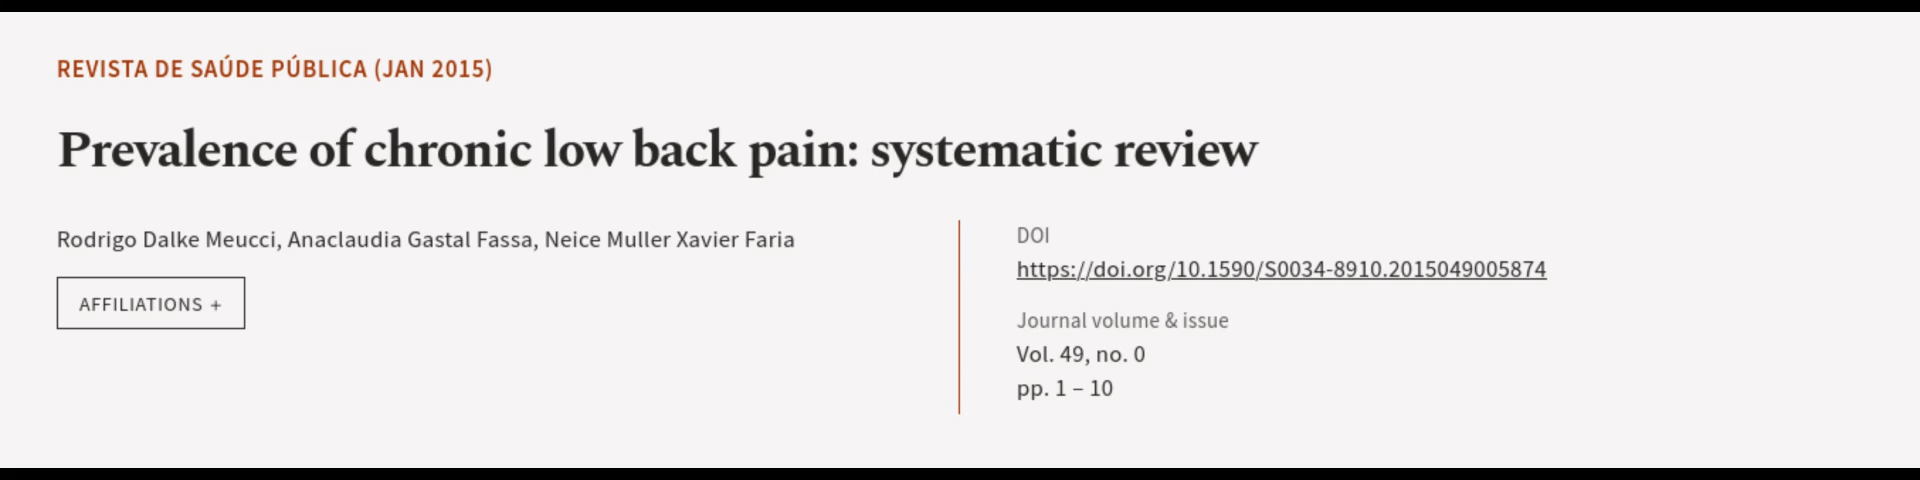 REVISTA DE SAÚDE PÚBLICA (JAN 2015)
Prevalence of chronic low back pain: systematic review
Rodrigo Dalke Meucci, Anaclaudia Gastal Fassa, Neice Muller Xavier Faria
AFFILIATIONS +
DOI
https://doi.org/10.1590/S0034-8910.2015049005874
Journal volume & issue
Vol. 49, no. 0
pp. 1 – 10